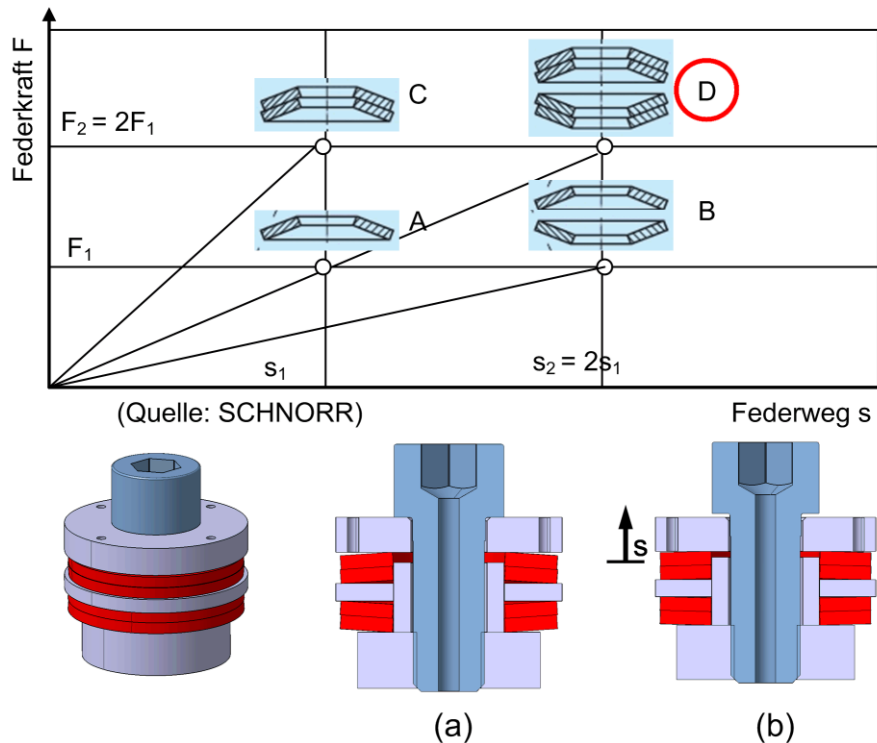 Federkraft F
C
D
F₂ = 2F₁
A
B
F₁
s₁
s₂ = 2s₁
(Quelle: SCHNORR)
Federweg s
s
(a)
(b)